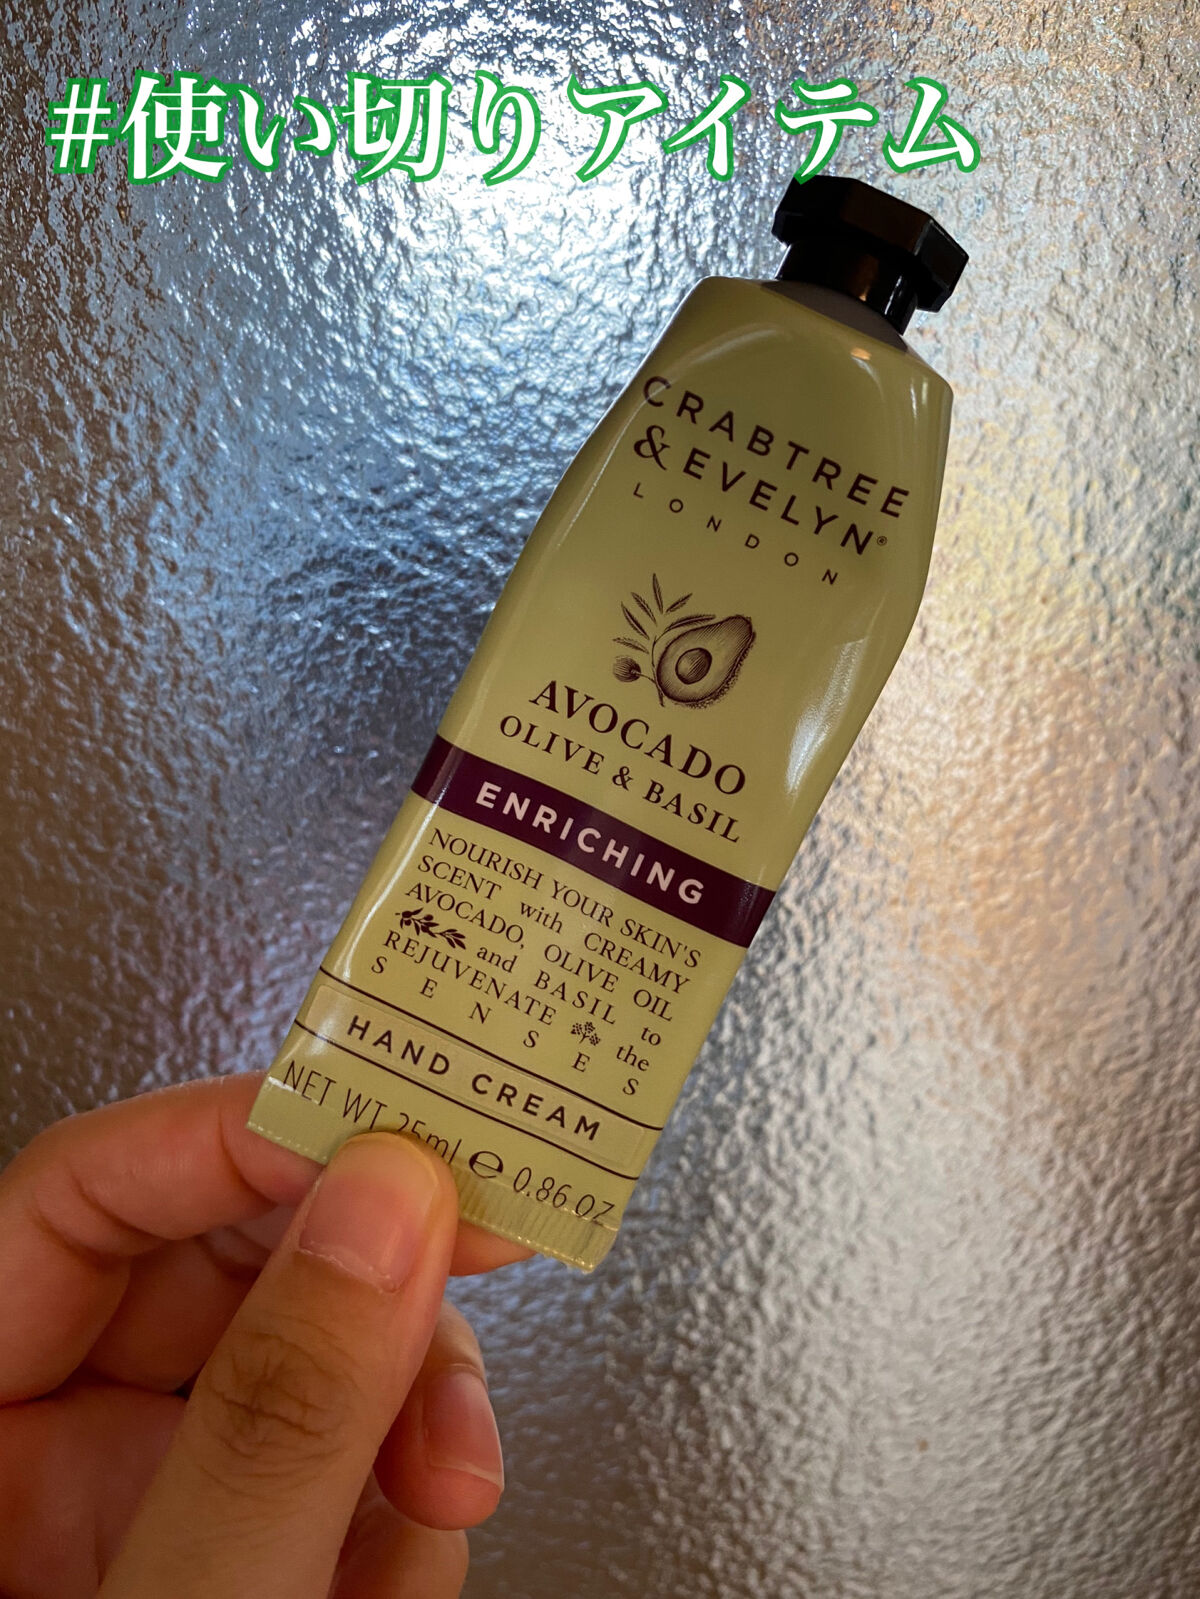 #使い切りアイテム
CRABTREE
& EVELYN®
LONDON
AVOCADO
OLIVE & BASIL
ENRICHING
NOURISH YOUR SKIN'S
SCENT with CREAMY
AVOCADO, OLIVE OIL
and BASIL to
REJUVENATE the
SENSES
HAND CREAM
NET WT 25ml ℮ 0.86 OZ